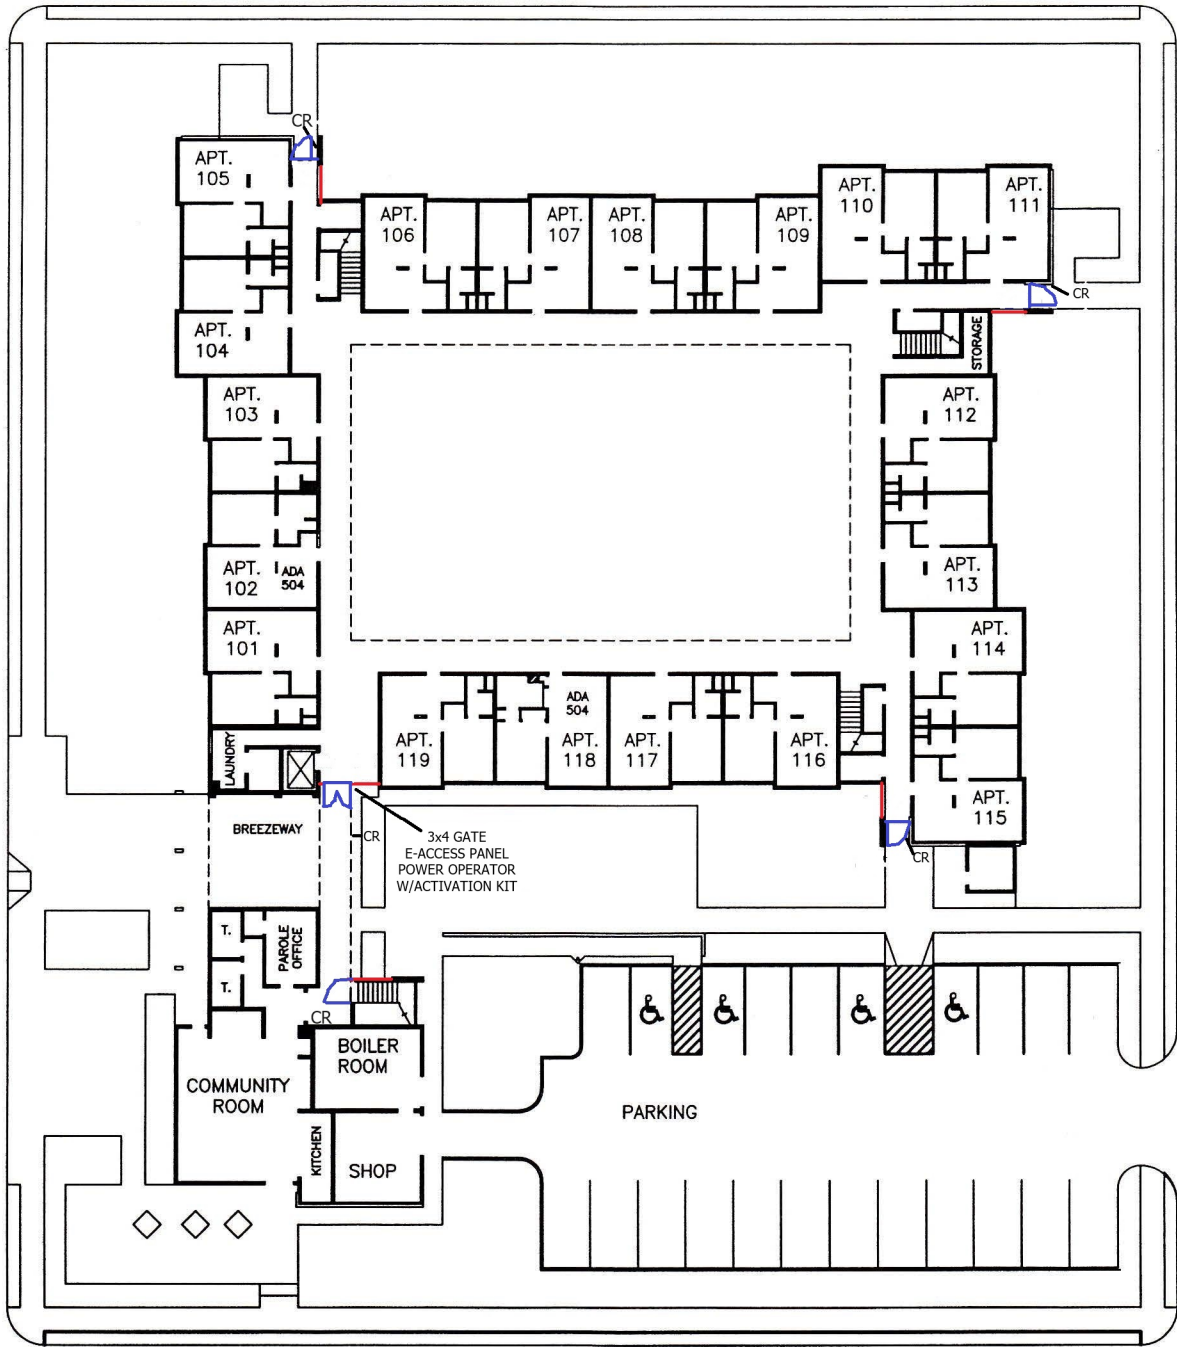 CR
APT.
105
APT.
106
APT.
107
APT.
108
APT.
109
APT.
110
APT.
111
CR
APT.
104
STORAGE
APT.
103
APT.
112
APT.
102
ADA
504
APT.
113
APT.
101
APT.
114
LAUNDRY
APT.
119
ADA
504
APT.
118
APT.
117
APT.
116
APT.
115
BREEZEWAY
CR
3x4 GATE
E-ACCESS PANEL
POWER OPERATOR
W/ACTIVATION KIT
CR
T.
PAROLE
OFFICE
T.
CR
BOILER
ROOM
COMMUNITY
ROOM
PARKING
KITCHEN
SHOP